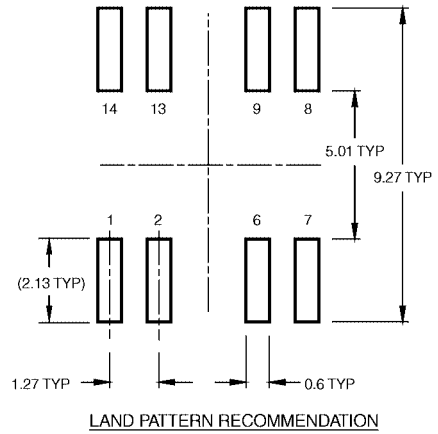 14 13 9 8
5.01 TYP
9.27 TYP
1 2 6 7
(2.13 TYP)
1.27 TYP 0.6 TYP
LAND PATTERN RECOMMENDATION